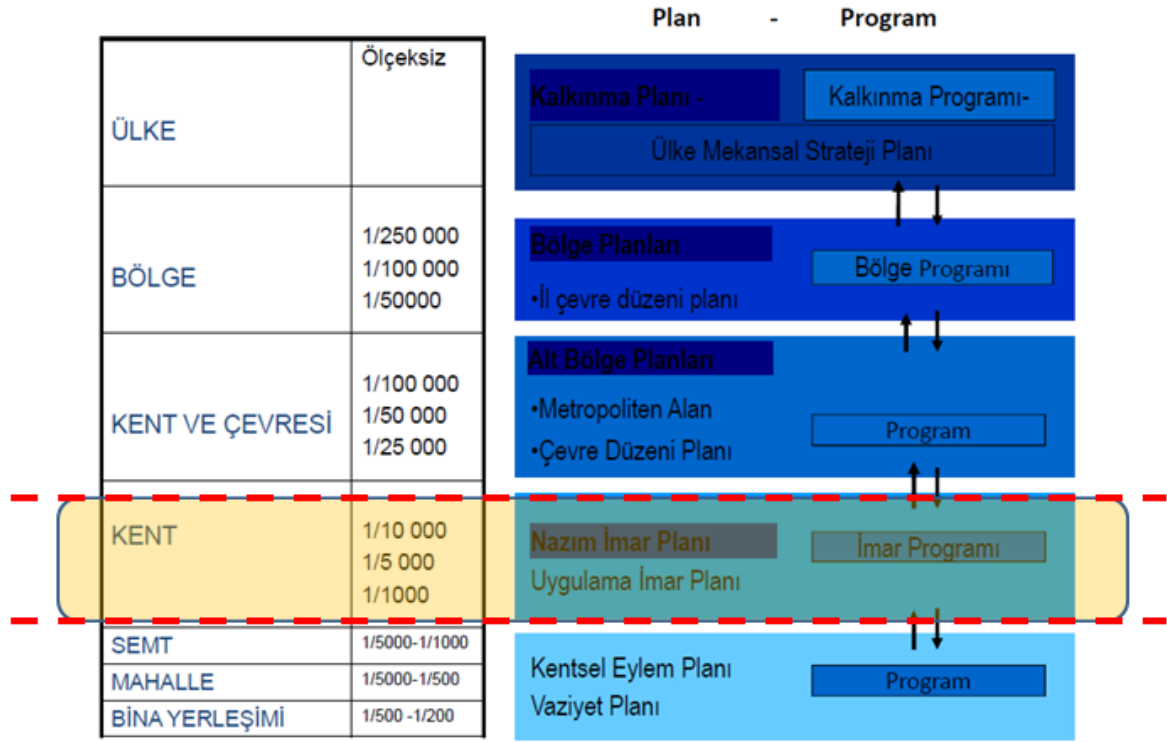 Plan - Program
Ölçeksiz
ÜLKE
Kalkınma Planı -
Kalkınma Programı-
Ülke Mekansal Strateji Planı
BÖLGE
1/250 000
1/100 000
1/50000
Bölge Planları
Bölge Programı
•İl çevre düzeni planı
KENT VE ÇEVRESİ
1/100 000
1/50 000
1/25 000
Alt Bölge Planları
•Metropoliten Alan
•Çevre Düzeni Planı
Program
KENT
1/10 000
1/5 000
1/1000
Nazım İmar Planı
İmar Programı
Uygulama İmar Planı
SEMT
1/5000-1/1000
MAHALLE
1/5000-1/500
BİNA YERLEŞİMİ
1/500 -1/200
Kentsel Eylem Planı
Vaziyet Planı
Program